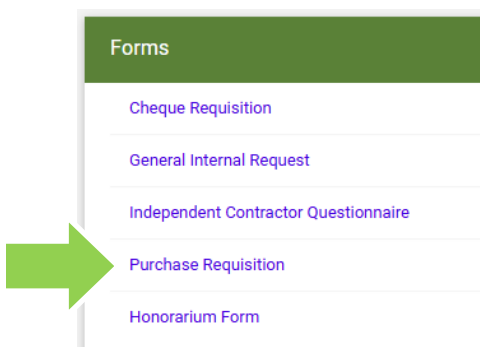 Forms
Cheque Requisition
General Internal Request
Independent Contractor Questionnaire
Purchase Requisition
Honorarium Form